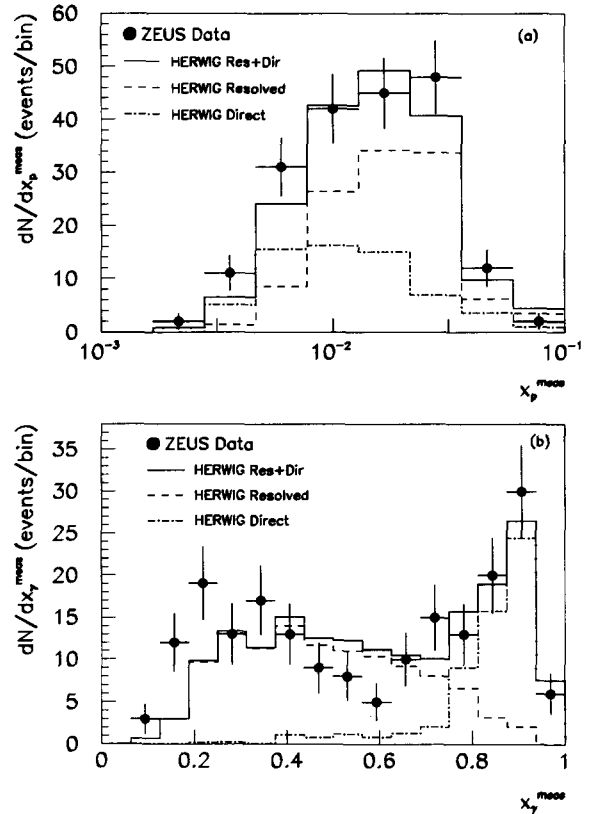 (a)
● ZEUS Data
HERWIG Res+Dir
HERWIG Resolved
HERWIG Direct
dN/dx_p^meas (events/bin)
60
50
40
30
20
10
0
10^-3
10^-2
10^-1
x_p^meas
(b)
● ZEUS Data
HERWIG Res+Dir
HERWIG Resolved
HERWIG Direct
dN/dx_γ^meas (events/bin)
35
30
25
20
15
10
5
0
0
0.2
0.4
0.6
0.8
1
x_γ^meas